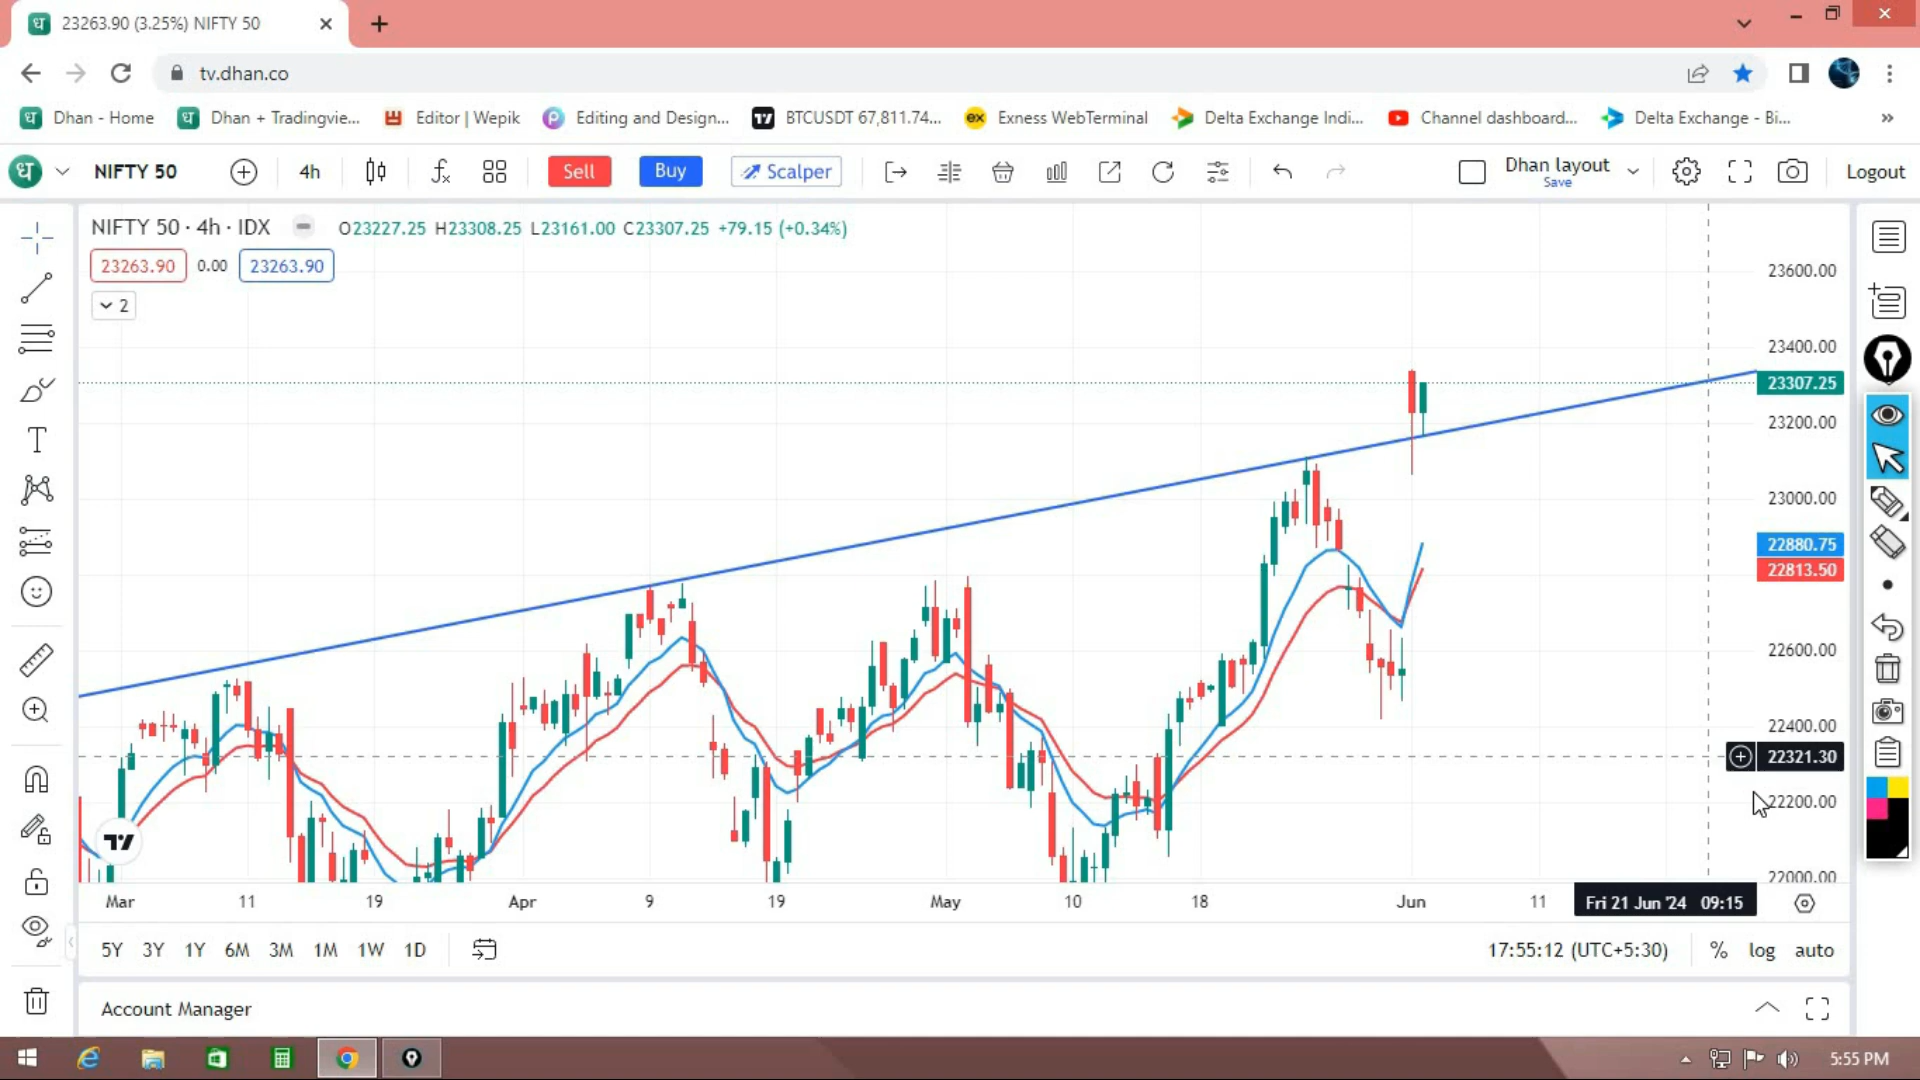 23263.90 (3.25%) NIFTY 50
tv.dhan.co
Dhan - Home
Dhan + Tradingvie...
Editor | Wepik
Editing and Design...
BTCUSDT 67,811.74...
Exness WebTerminal
Delta Exchange Indi...
Channel dashboard...
Delta Exchange - Bi...
NIFTY 50
4h
Sell
Buy
Scalper
Dhan layout
Save
Logout
NIFTY 50 · 4h · IDX O23227.25 H23308.25 L23161.00 C23307.25 +79.15 (+0.34%)
23263.90 0.00 23263.90
2
23600.00
23400.00
23307.25
23200.00
23000.00
22880.75
22813.50
22600.00
22400.00
22321.30
22200.00
22000.00
Mar 11 19 Apr 9 19 May 10 18 Jun 11 Fri 21 Jun '24 09:15
5Y 3Y 1Y 6M 3M 1M 1W 1D 17:55:12 (UTC+5:30) % log auto
Account Manager
5:55 PM